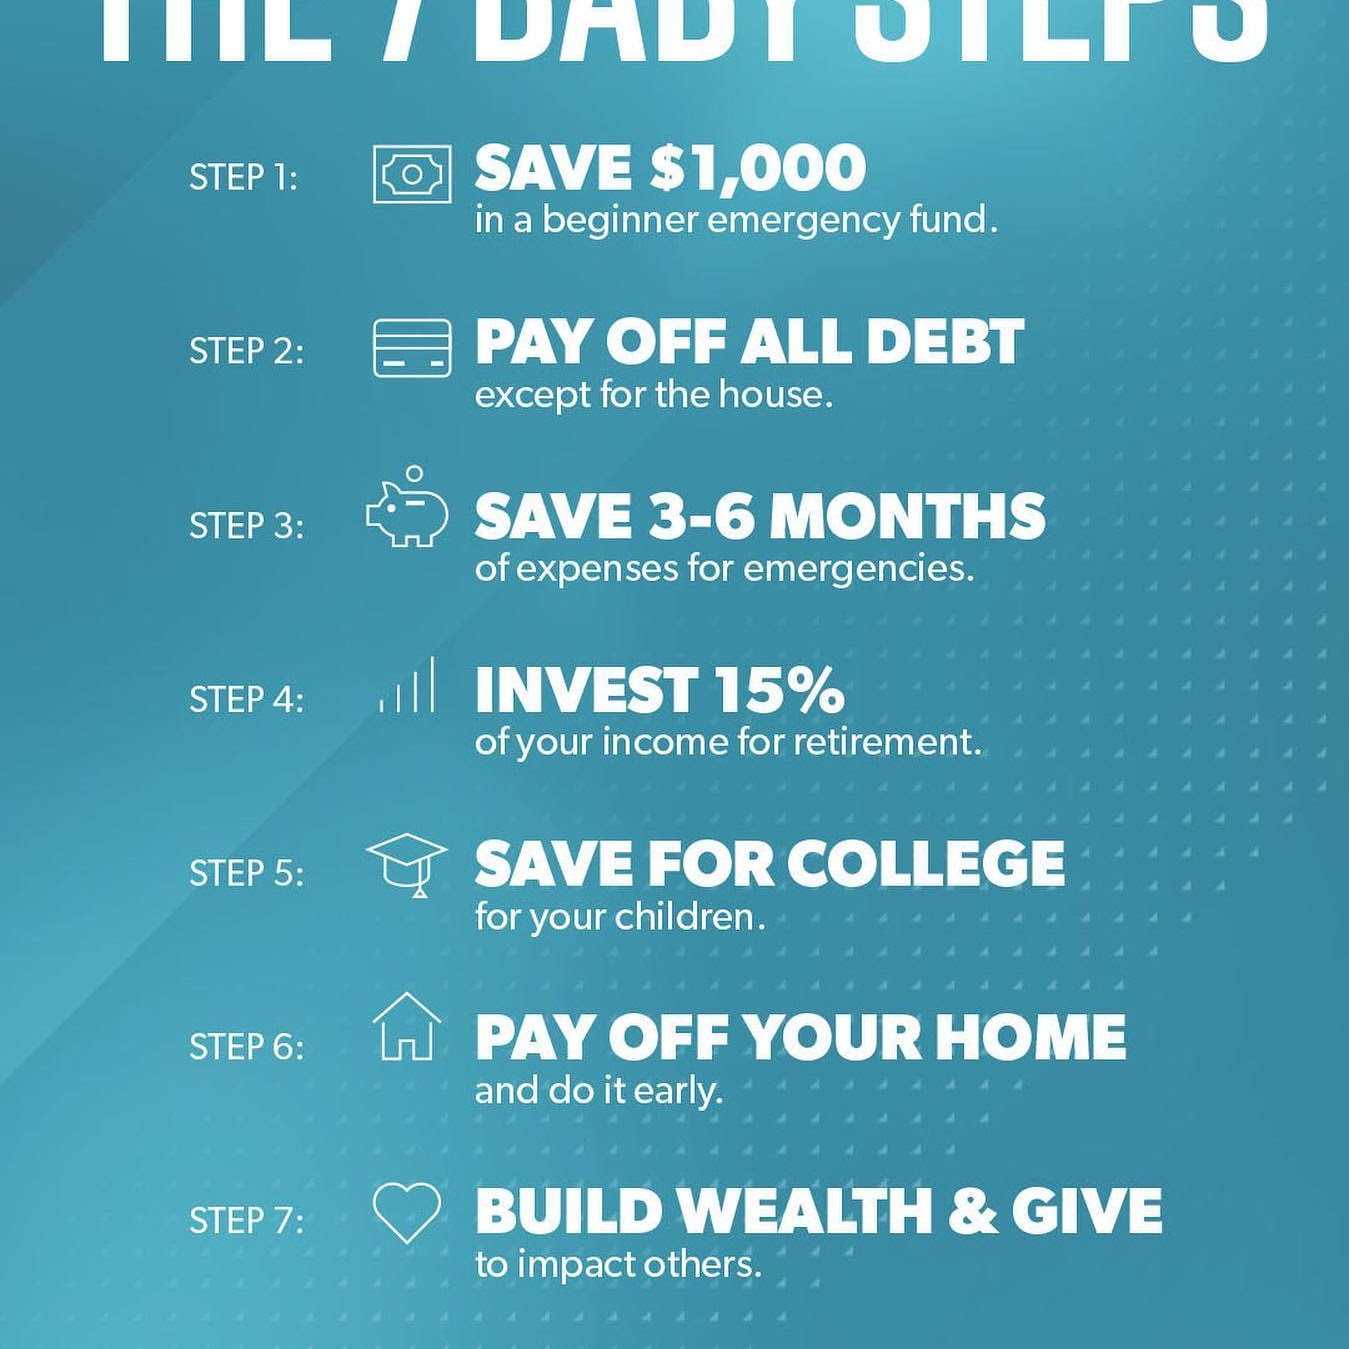 THE 7 BABY STEPS
STEP 1:
SAVE $1,000
in a beginner emergency fund.
STEP 2:
PAY OFF ALL DEBT
except for the house.
STEP 3:
SAVE 3-6 MONTHS
of expenses for emergencies.
STEP 4:
INVEST 15%
of your income for retirement.
STEP 5:
SAVE FOR COLLEGE
for your children.
STEP 6:
PAY OFF YOUR HOME
and do it early.
STEP 7:
BUILD WEALTH & GIVE
to impact others.